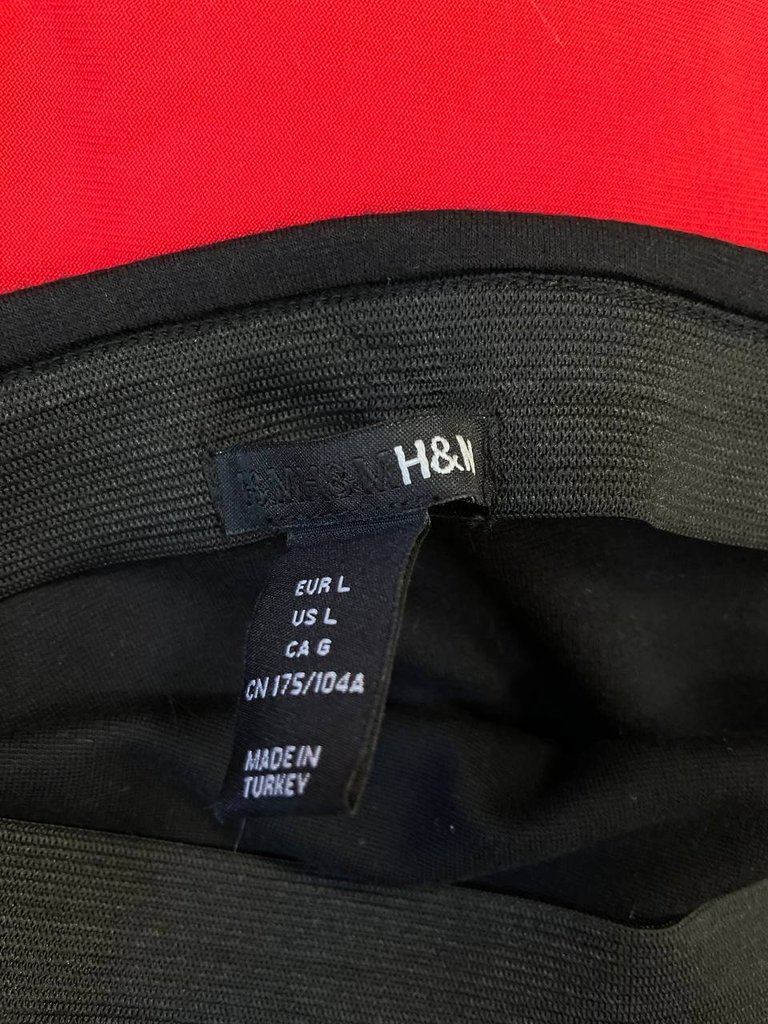 H&M
EUR L
US L
CA G
CN 175/104A
MADE IN
TURKEY